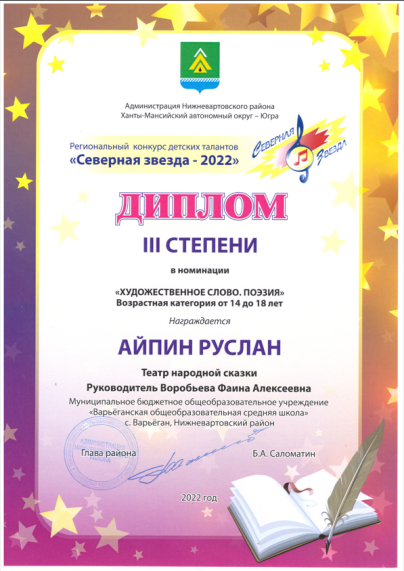 Администрация Нижневартовского района
Ханты-Мансийский автономный округ – Югра
Региональный конкурс детских талантов
«Северная звезда - 2022»
СЕВЕРНАЯ
ЗВЕЗДА
ДИПЛОМ
III СТЕПЕНИ
в номинации
«ХУДОЖЕСТВЕННОЕ СЛОВО. ПОЭЗИЯ»
Возрастная категория от 14 до 18 лет
Награждается
АЙПИН РУСЛАН
Театр народной сказки
Руководитель Воробьева Фаина Алексеевна
Муниципальное бюджетное общеобразовательное учреждение
«Варьёганская общеобразовательная средняя школа»
с. Варьёган, Нижневартовский район
Глава района
Б.А. Саломатин
2022 год